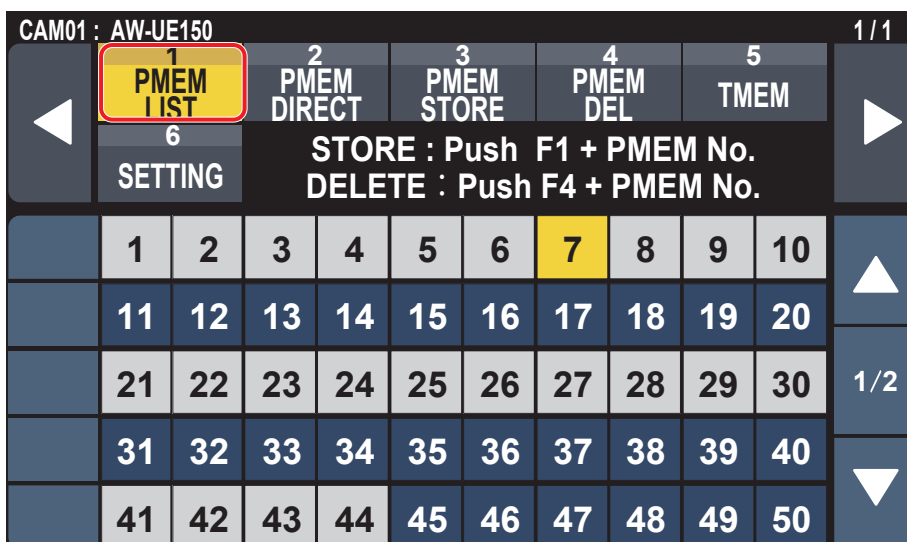 CAM01 : AW-UE150 1 / 1
1 2 3 4 5
PMEM LIST PMEM DIRECT PMEM STORE PMEM DEL TMEM
6
SETTING
STORE : Push F1 + PMEM No.
DELETE : Push F4 + PMEM No.
1 2 3 4 5 6 7 8 9 10
11 12 13 14 15 16 17 18 19 20
21 22 23 24 25 26 27 28 29 30 1/2
31 32 33 34 35 36 37 38 39 40
41 42 43 44 45 46 47 48 49 50